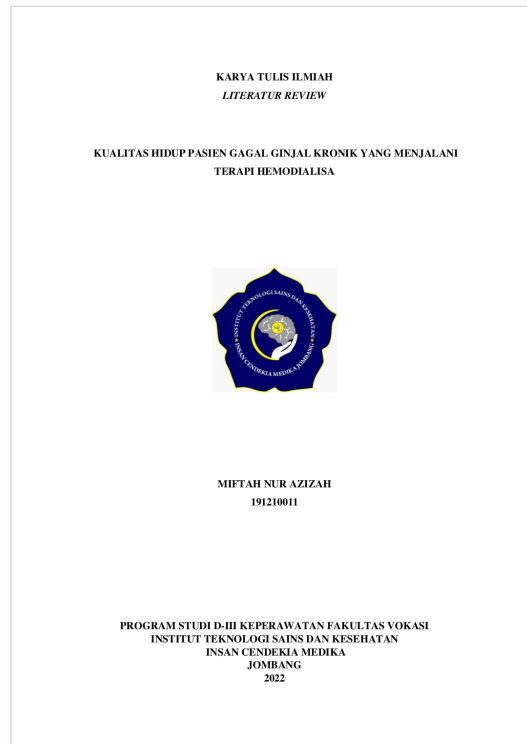 KARYA TULIS ILMIAH
LITERATUR REVIEW
KUALITAS HIDUP PASIEN GAGAL GINJAL KRONIK YANG MENJALANI
TERAPI HEMODIALISA
INSTITUT TEKNOLOGI SAINS DAN KESEHATAN
INSAN CENDEKIA MEDIKA JOMBANG
MIFTAH NUR AZIZAH
191210011
PROGRAM STUDI D-III KEPERAWATAN FAKULTAS VOKASI
INSTITUT TEKNOLOGI SAINS DAN KESEHATAN
INSAN CENDEKIA MEDIKA
JOMBANG
2022